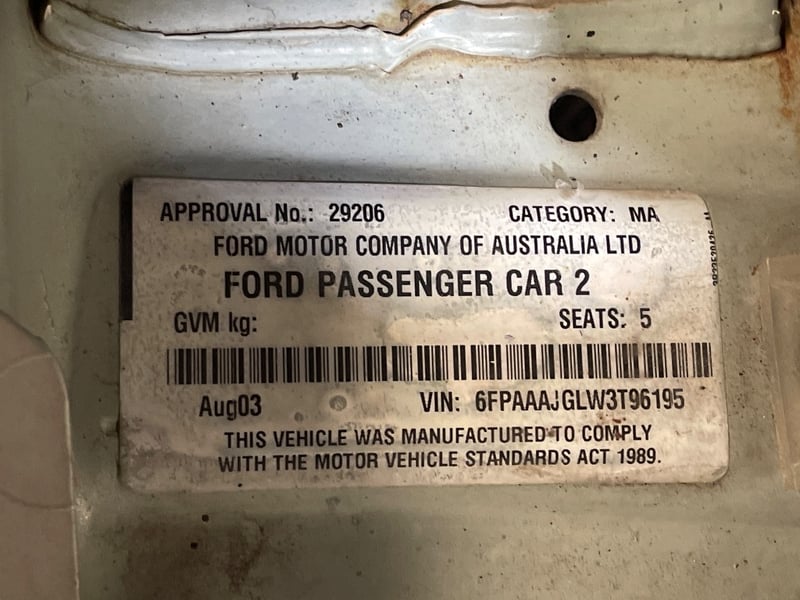 APPROVAL No.: 29206 CATEGORY: MA
FORD MOTOR COMPANY OF AUSTRALIA LTD
FORD PASSENGER CAR 2
GVM kg: SEATS: 5
Aug03 VIN: 6FPAAAJGLW3T96195
THIS VEHICLE WAS MANUFACTURED TO COMPLY
WITH THE MOTOR VEHICLE STANDARDS ACT 1989.